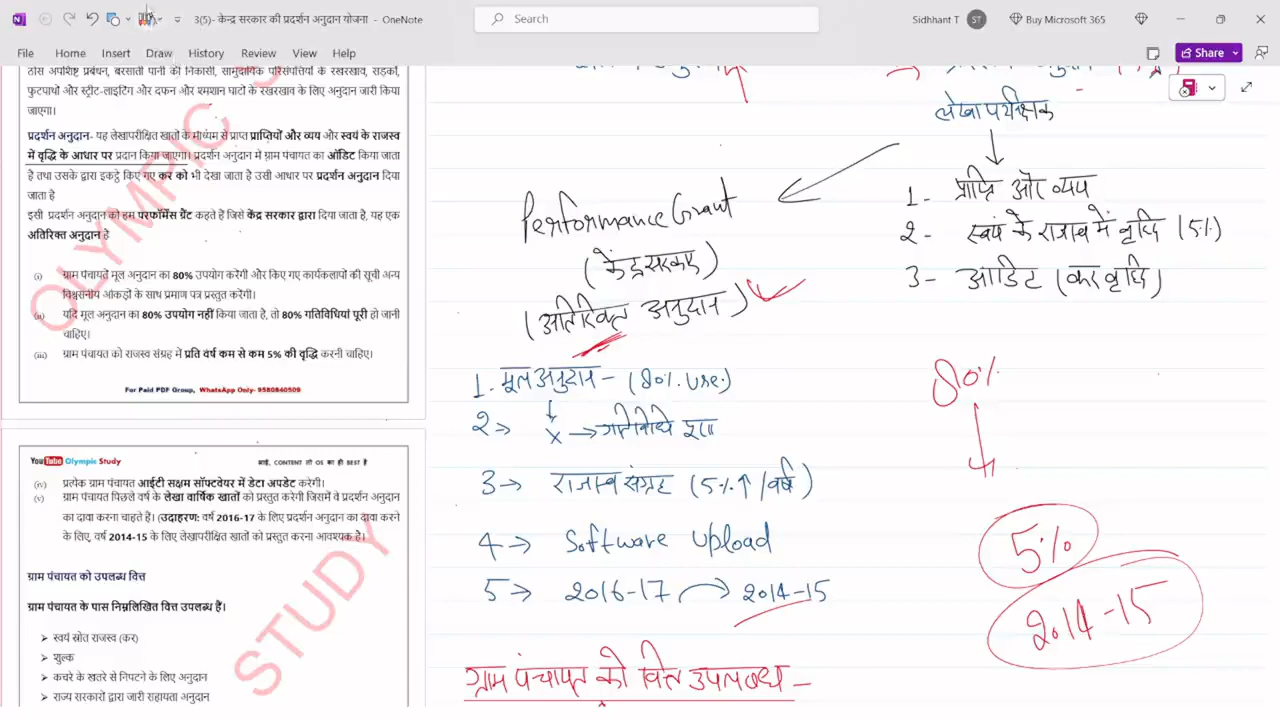 3(5)- केन्द्र सरकार की प्रदर्शन अनुदान योजना - OneNote
Search
Sidhhant T
ST
Buy Microsoft 365
File Home Insert Draw History Review View Help
Share
ठोस अपशिष्ट प्रबंधन, बरसाती पानी की निकासी, सामुदायिक परिसंपत्तियों के रखरखाव, सड़कों,
फुटपाथों और स्ट्रीट-लाइटिंग और दफन और श्मशान घाटों के रखरखाव के लिए अनुदान जारी किया
जाएगा।
प्रदर्शन अनुदान- यह लेखापरीक्षित खातों के माध्यम से प्राप्त प्राप्तियों और व्यय और स्वयं के राजस्व
में वृद्धि के आधार पर प्रदान किया जाएगा। प्रदर्शन अनुदान में ग्राम पंचायत का ऑडिट किया जाता
है तथा उसके द्वारा इकट्ठे किए गए कर को भी देखा जाता है उसी आधार पर प्रदर्शन अनुदान दिया
जाता है
इसी प्रदर्शन अनुदान को हम परफॉर्मेंस ग्रैंट कहते हैं जिसे केंद्र सरकार द्वारा दिया जाता है, यह एक
अतिरिक्त अनुदान है
(i) ग्राम पंचायतें मूल अनुदान का 80% उपयोग करेंगी और किए गए कार्यकलापों की सूची अन्य
विश्वसनीय आंकड़ों के साथ प्रमाण पत्र प्रस्तुत करेंगी।
(ii) यदि मूल अनुदान का 80% उपयोग नहीं किया जाता है, तो 80% गतिविधियां पूरी हो जानी
चाहिए।
(iii) ग्राम पंचायत को राजस्व संग्रह में प्रति वर्ष कम से कम 5% की वृद्धि करनी चाहिए।
For Paid PDF Group, WhatsApp Only- 9580840509
OLYMPIC
YouTube Olympic Study
भाई, CONTENT तो OS का ही BEST है
(iv) प्रत्येक ग्राम पंचायत आईटी सक्षम सॉफ्टवेयर में डेटा अपडेट करेगी।
(v) ग्राम पंचायत पिछले वर्ष के लेखा वार्षिक खातों को प्रस्तुत करेगी जिसमें वे प्रदर्शन अनुदान
का दावा करना चाहते हैं। (उदाहरण: वर्ष 2016-17 के लिए प्रदर्शन अनुदान का दावा करने
के लिए, वर्ष 2014-15 के लिए लेखापरीक्षित खातों को प्रस्तुत करना आवश्यक है।
ग्राम पंचायत को उपलब्ध वित्त
ग्राम पंचायत के पास निम्नलिखित वित्त उपलब्ध हैं।
➢ स्वयं स्रोत राजस्व (कर)
➢ शुल्क
➢ कचरे के खतरे से निपटने के लिए अनुदान
➢ राज्य सरकारों द्वारा जारी सहायता अनुदान
STUDY
लेखा परीक्षक
1- प्राप्ति और व्यय
2- स्वयं के राजस्व में वृद्धि (5%)
3- ऑडिट (कर वृद्धि)
Performance Grant
(केंद्र सरकार)
(अतिरिक्त अनुदान)
1. मूल अनुदान - (80% use)
2→ x →गतिविधि
3→ राजस्व संग्रह (5%↑/वर्ष)
4→ Software upload
5→ 2016-17 → 2014-15
80%
5%
2014-15
ग्राम पंचायत को वित्त उपलब्ध -